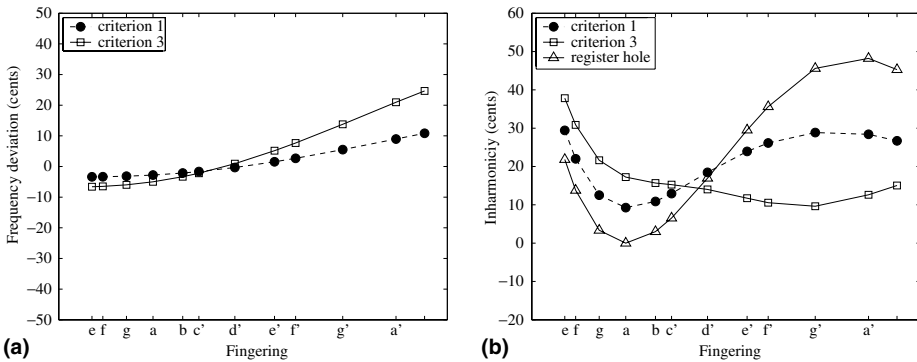 50
40
30
20
10
0
−10
−20
−30
−40
−50
Frequency deviation (cents)
criterion 1
criterion 3
e f g a b c’ d’ e’ f’ g’ a’
Fingering
(a)
60
50
40
30
20
10
0
−10
−20
Inharmoniciy (cents)
criterion 1
criterion 3
register hole
e f g a b c’ d’ e’ f’ g’ a’
Fingering
(b)